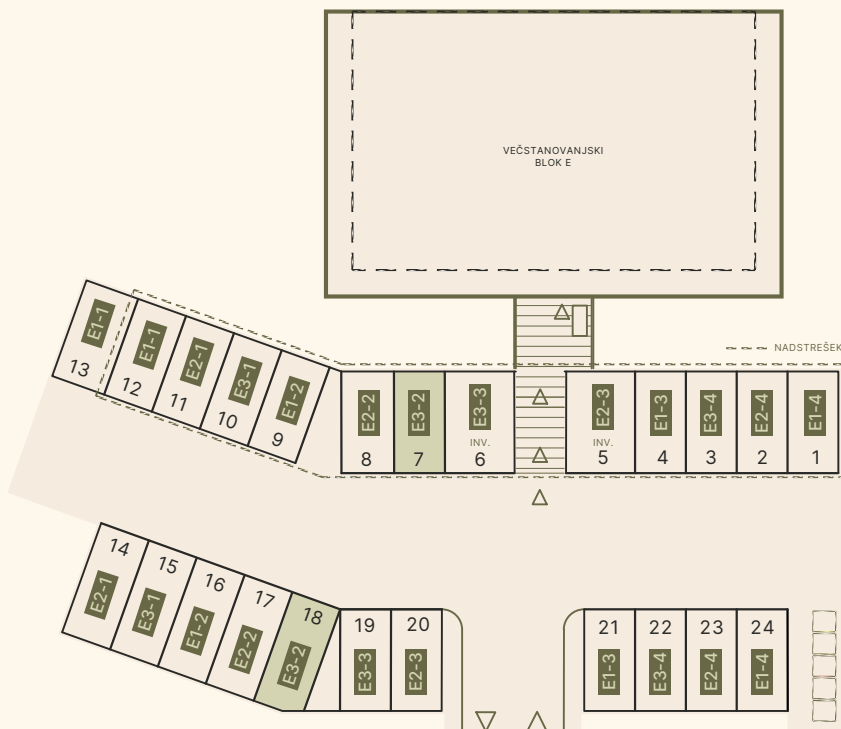 VEČSTANOVANJSKI
BLOK E
NADSTREŠEK
E1-1
13
E1-1
12
E2-1
11
E3-1
10
E1-2
9
E2-2
8
E3-2
7
E3-3
INV.
6
E2-3
INV.
5
E1-3
4
E3-4
3
E2-4
2
E1-4
1
14
E2-1
15
E3-1
16
E1-2
17
E2-2
18
E3-2
19
E3-3
20
E2-3
21
E1-3
22
E3-4
23
E2-4
24
E1-4